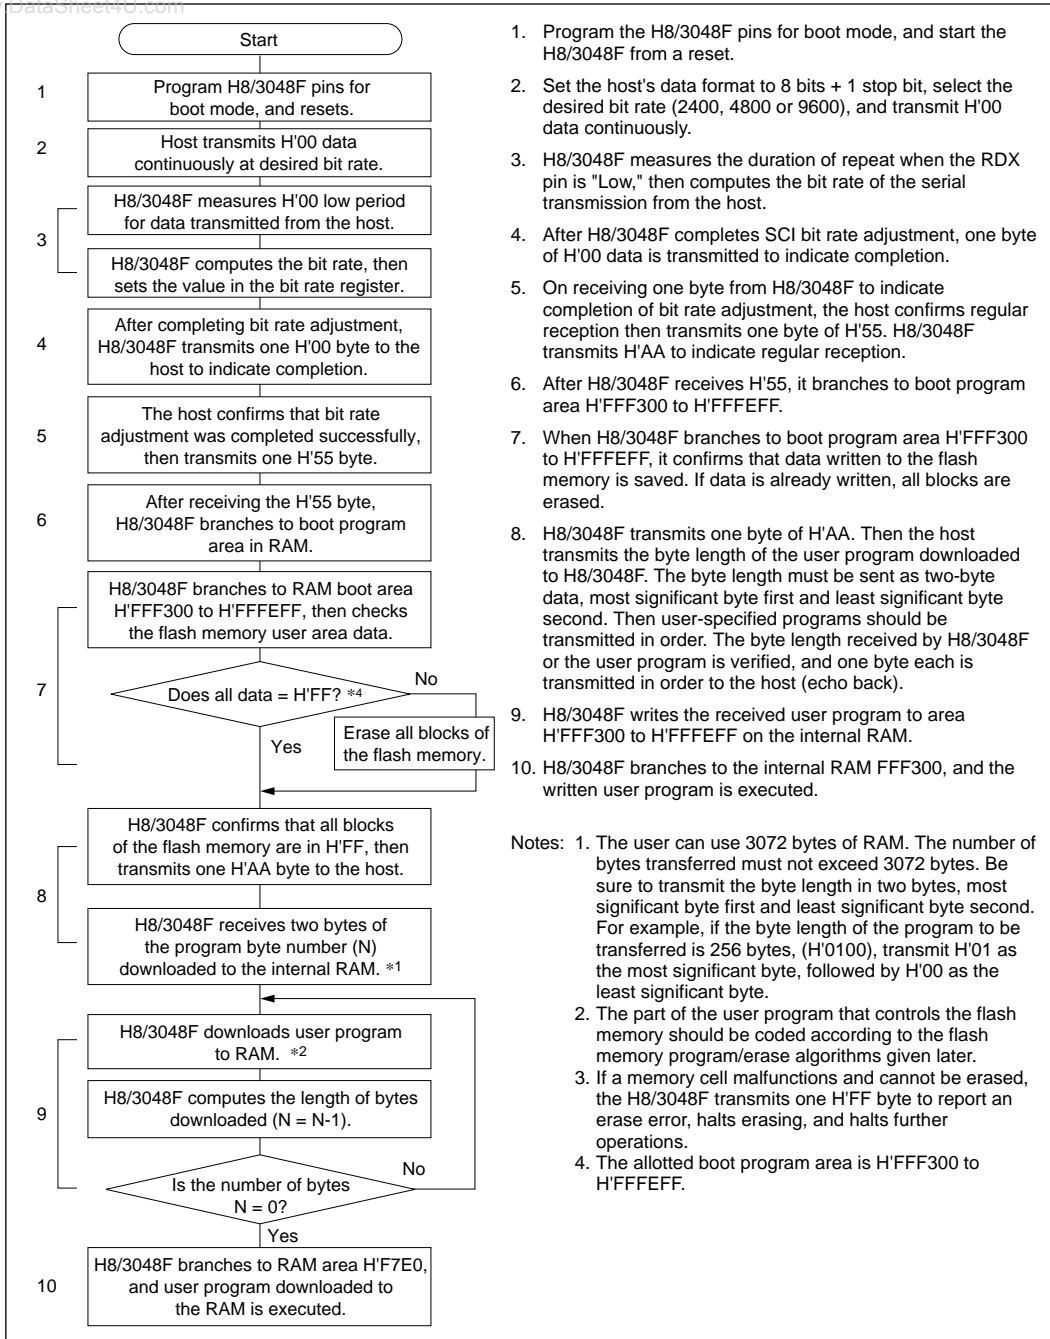 DataSheet4U.com
Start
1
Program H8/3048F pins for
boot mode, and resets.
2
Host transmits H'00 data
continuously at desired bit rate.
3
H8/3048F measures H'00 low period
for data transmitted from the host.
H8/3048F computes the bit rate, then
sets the value in the bit rate register.
4
After completing bit rate adjustment,
H8/3048F transmits one H'00 byte to the
host to indicate completion.
5
The host confirms that bit rate
adjustment was completed successfully,
then transmits one H'55 byte.
6
After receiving the H'55 byte,
H8/3048F branches to boot program
area in RAM.
7
H8/3048F branches to RAM boot area
H'FFF300 to H'FFFEFF, then checks
the flash memory user area data.
Does all data = H'FF? *4
No
Yes
Erase all blocks of
the flash memory.
8
H8/3048F confirms that all blocks
of the flash memory are in H'FF, then
transmits one H'AA byte to the host.
H8/3048F receives two bytes of
the program byte number (N)
downloaded to the internal RAM. *1
9
H8/3048F downloads user program
to RAM. *2
H8/3048F computes the length of bytes
downloaded (N = N-1).
Is the number of bytes
N = 0?
No
Yes
10
H8/3048F branches to RAM area H'F7E0,
and user program downloaded to
the RAM is executed.
1. Program the H8/3048F pins for boot mode, and start the
H8/3048F from a reset.
2. Set the host's data format to 8 bits + 1 stop bit, select the
desired bit rate (2400, 4800 or 9600), and transmit H'00
data continuously.
3. H8/3048F measures the duration of repeat when the RDX
pin is "Low," then computes the bit rate of the serial
transmission from the host.
4. After H8/3048F completes SCI bit rate adjustment, one byte
of H'00 data is transmitted to indicate completion.
5. On receiving one byte from H8/3048F to indicate
completion of bit rate adjustment, the host confirms regular
reception then transmits one byte of H'55. H8/3048F
transmits H'AA to indicate regular reception.
6. After H8/3048F receives H'55, it branches to boot program
area H'FFF300 to H'FFFEFF.
7. When H8/3048F branches to boot program area H'FFF300
to H'FFFEFF, it confirms that data written to the flash
memory is saved. If data is already written, all blocks are
erased.
8. H8/3048F transmits one byte of H'AA. Then the host
transmits the byte length of the user program downloaded
to H8/3048F. The byte length must be sent as two-byte
data, most significant byte first and least significant byte
second. Then user-specified programs should be
transmitted in order. The byte length received by H8/3048F
or the user program is verified, and one byte each is
transmitted in order to the host (echo back).
9. H8/3048F writes the received user program to area
H'FFF300 to H'FFFEFF on the internal RAM.
10. H8/3048F branches to the internal RAM FFF300, and the
written user program is executed.
Notes: 1. The user can use 3072 bytes of RAM. The number of
bytes transferred must not exceed 3072 bytes. Be
sure to transmit the byte length in two bytes, most
significant byte first and least significant byte second.
For example, if the byte length of the program to be
transferred is 256 bytes, (H'0100), transmit H'01 as
the most significant byte, followed by H'00 as the
least significant byte.
2. The part of the user program that controls the flash
memory should be coded according to the flash
memory program/erase algorithms given later.
3. If a memory cell malfunctions and cannot be erased,
the H8/3048F transmits one H'FF byte to report an
erase error, halts erasing, and halts further
operations.
4. The allotted boot program area is H'FFF300 to
H'FFFEFF.